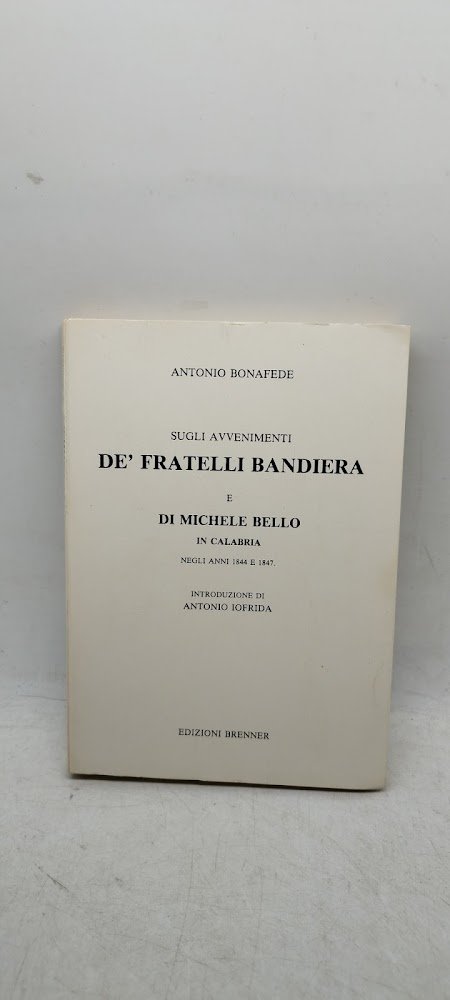 ANTONIO BONAFEDE
SUGLI AVVENIMENTI
DE' FRATELLI BANDIERA
E
DI MICHELE BELLO
IN CALABRIA
NEGLI ANNI 1844 E 1847.
INTRODUZIONE DI
ANTONIO IOFRIDA
EDIZIONI BRENNER